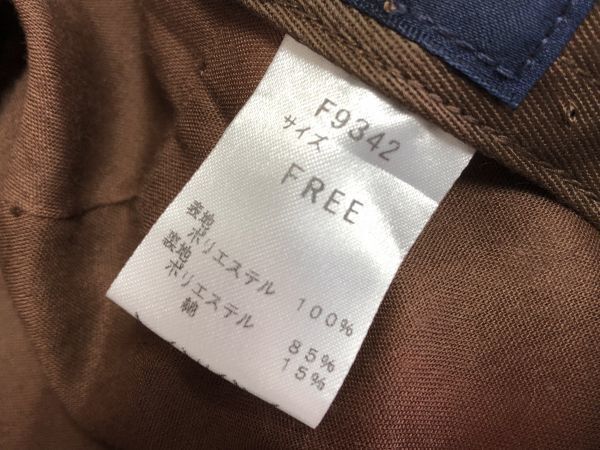 F9342
サイズ
FREE
表地
ポリエステル 100%
裏地
ポリエステル 85%
綿 15%